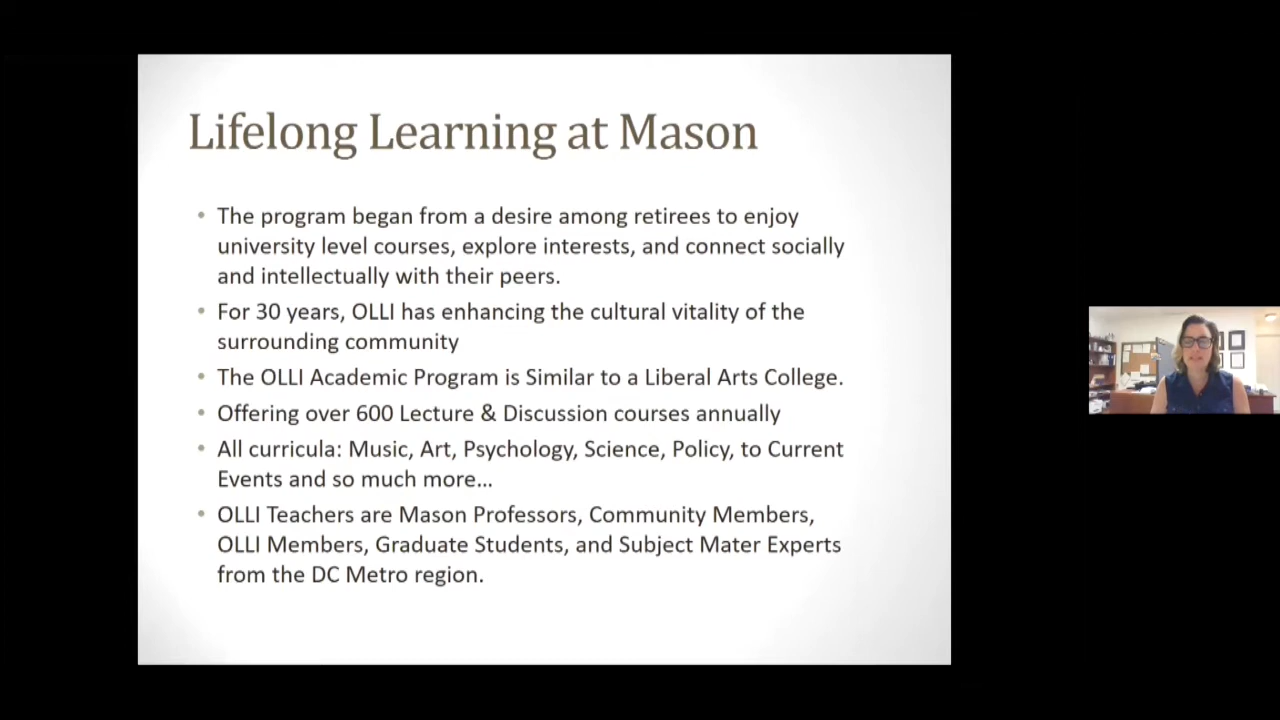 Lifelong Learning at Mason
• The program began from a desire among retirees to enjoy
university level courses, explore interests, and connect socially
and intellectually with their peers.
• For 30 years, OLLI has enhancing the cultural vitality of the
surrounding community
• The OLLI Academic Program is Similar to a Liberal Arts College.
• Offering over 600 Lecture & Discussion courses annually
• All curricula: Music, Art, Psychology, Science, Policy, to Current
Events and so much more…
• OLLI Teachers are Mason Professors, Community Members,
OLLI Members, Graduate Students, and Subject Mater Experts
from the DC Metro region.